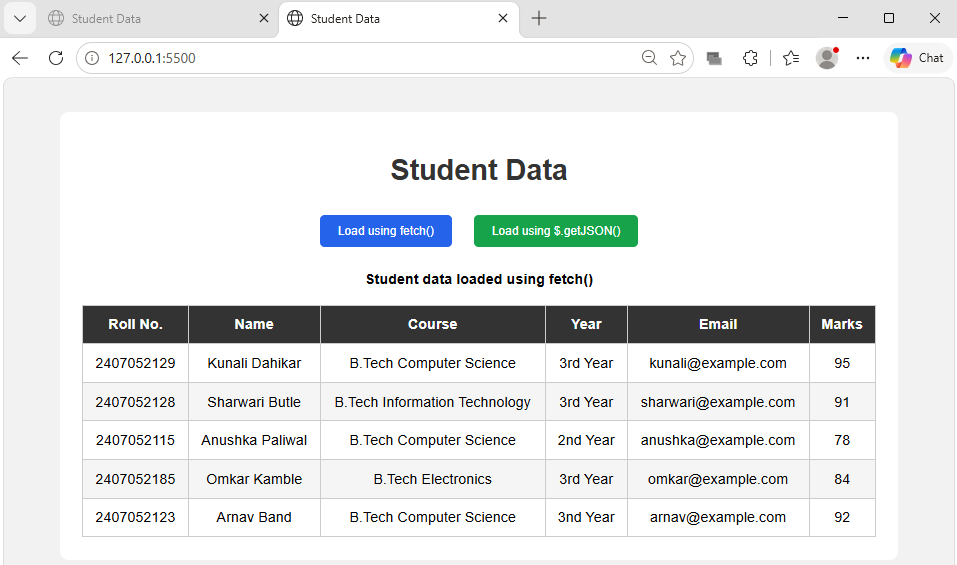 Student Data
Student Data
127.0.0.1:5500
Chat
Student Data
Load using fetch() Load using $.getJSON()
Student data loaded using fetch()
Roll No. Name Course Year Email Marks
2407052129 Kunali Dahikar B.Tech Computer Science 3rd Year kunali@example.com 95
2407052128 Sharwari Butle B.Tech Information Technology 3rd Year sharwari@example.com 91
2407052115 Anushka Paliwal B.Tech Computer Science 2nd Year anushka@example.com 78
2407052185 Omkar Kamble B.Tech Electronics 3rd Year omkar@example.com 84
2407052123 Arnav Band B.Tech Computer Science 3nd Year arnav@example.com 92